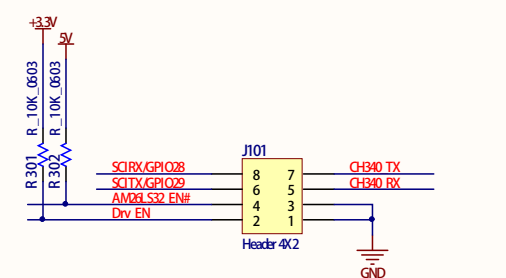 +3.3V
5V
R_10K_0603
R_10K_0603
R301
R302
J101
SCIRX/GPIO28
8
7
CH340 TX
SCITX/GPIO29
6
5
CH340 RX
AM26LS32 EN#
4
3
Drv EN
2
1
Header 4X2
GND